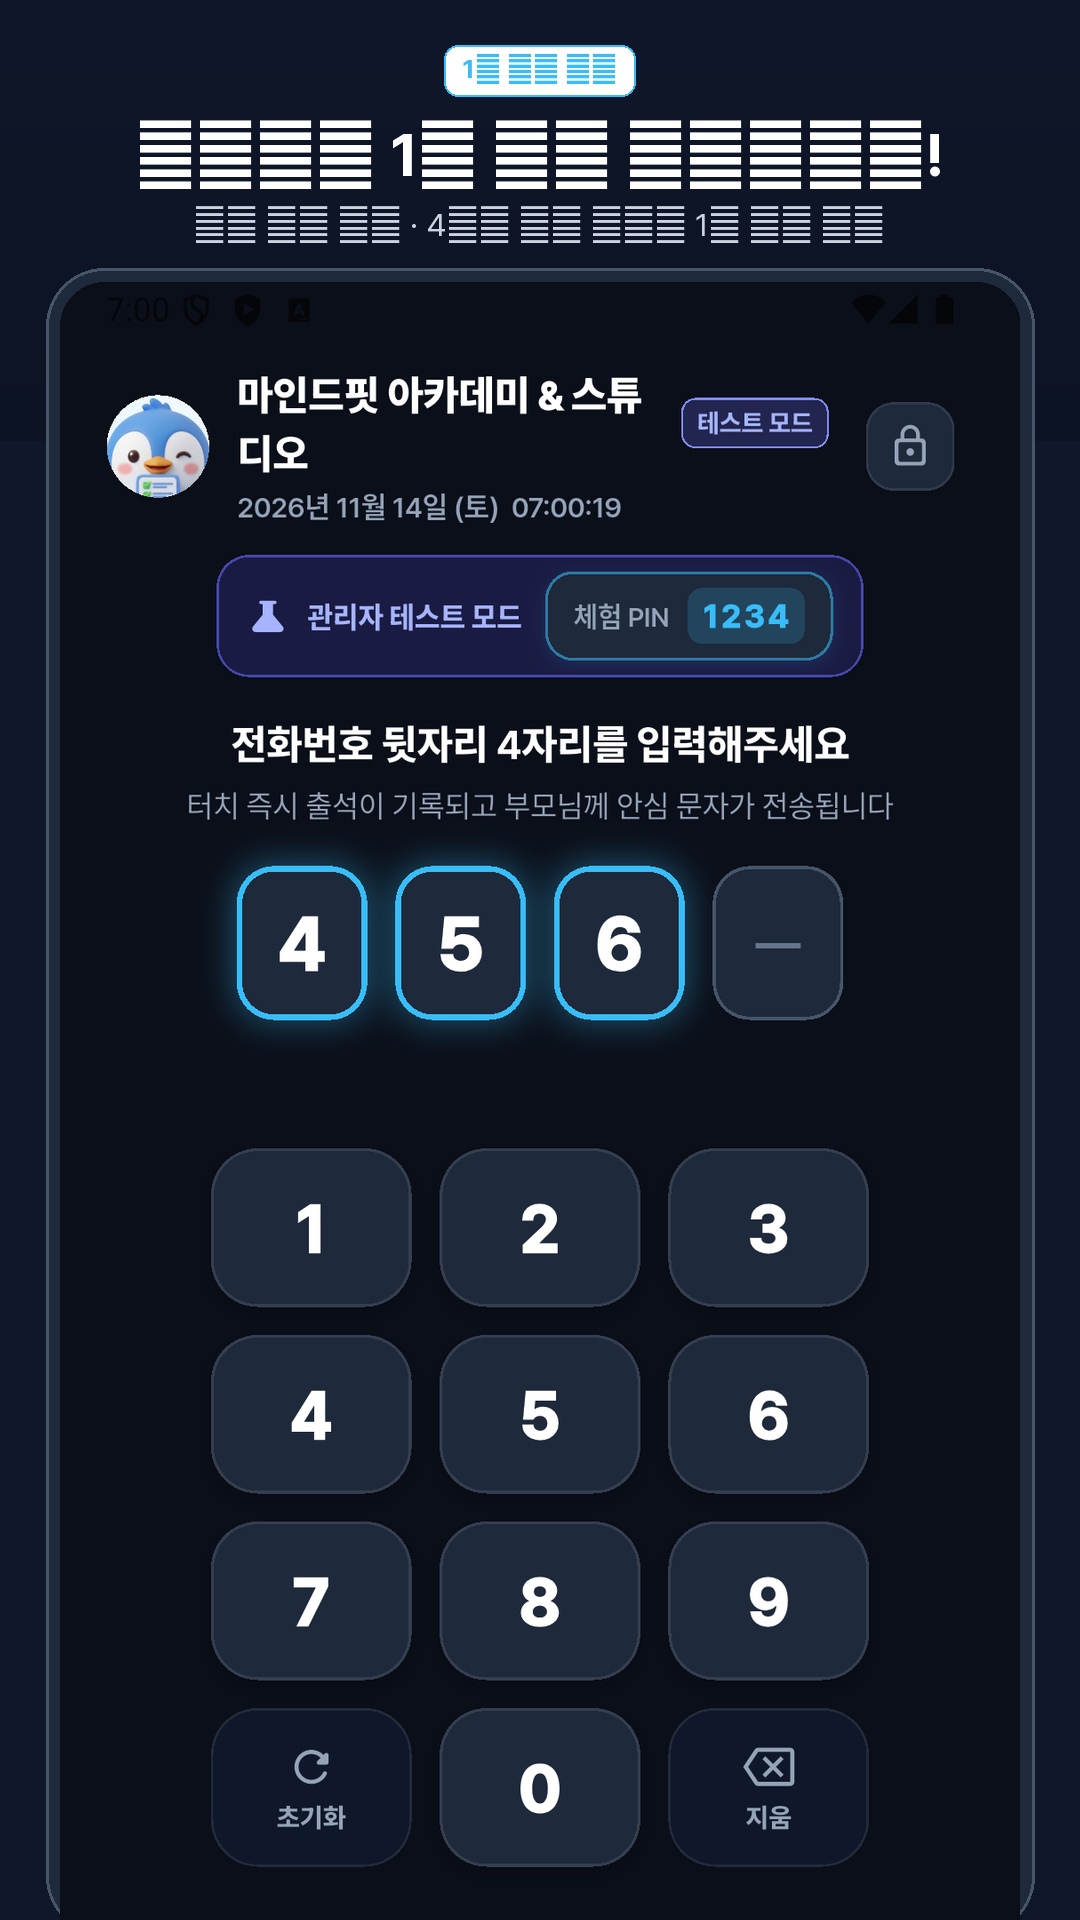 7:00
마인드핏 아카데미 & 스튜
디오
테스트 모드
2026년 11월 14일 (토) 07:00:19
관리자 테스트 모드 체험 PIN 1234
전화번호 뒷자리 4자리를 입력해주세요
터치 즉시 출석이 기록되고 부모님께 안심 문자가 전송됩니다
4 5 6 —
1 2 3
4 5 6
7 8 9
초기화 0 지움